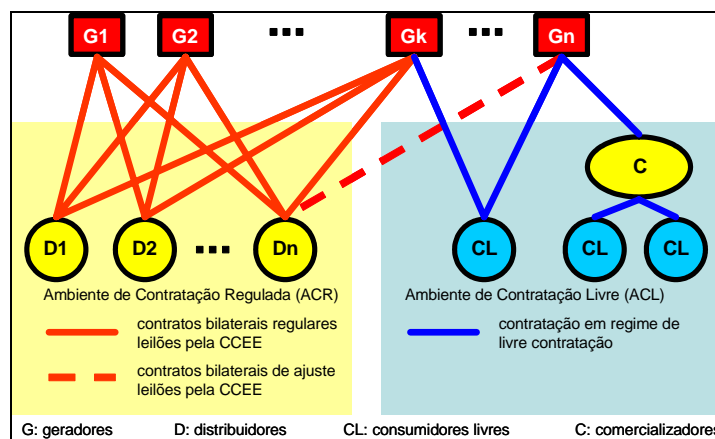 G1 G2 ... Gk ... Gn
C
D1 D2 ... Dn CL CL CL
Ambiente de Contratação Regulada (ACR)
Ambiente de Contratação Livre (ACL)
contratos bilaterais regulares
leilões pela CCEE
contratação em regime de
livre contratação
contratos bilaterais de ajuste
leilões pela CCEE
G: geradores D: distribuidores CL: consumidores livres C: comercializadores